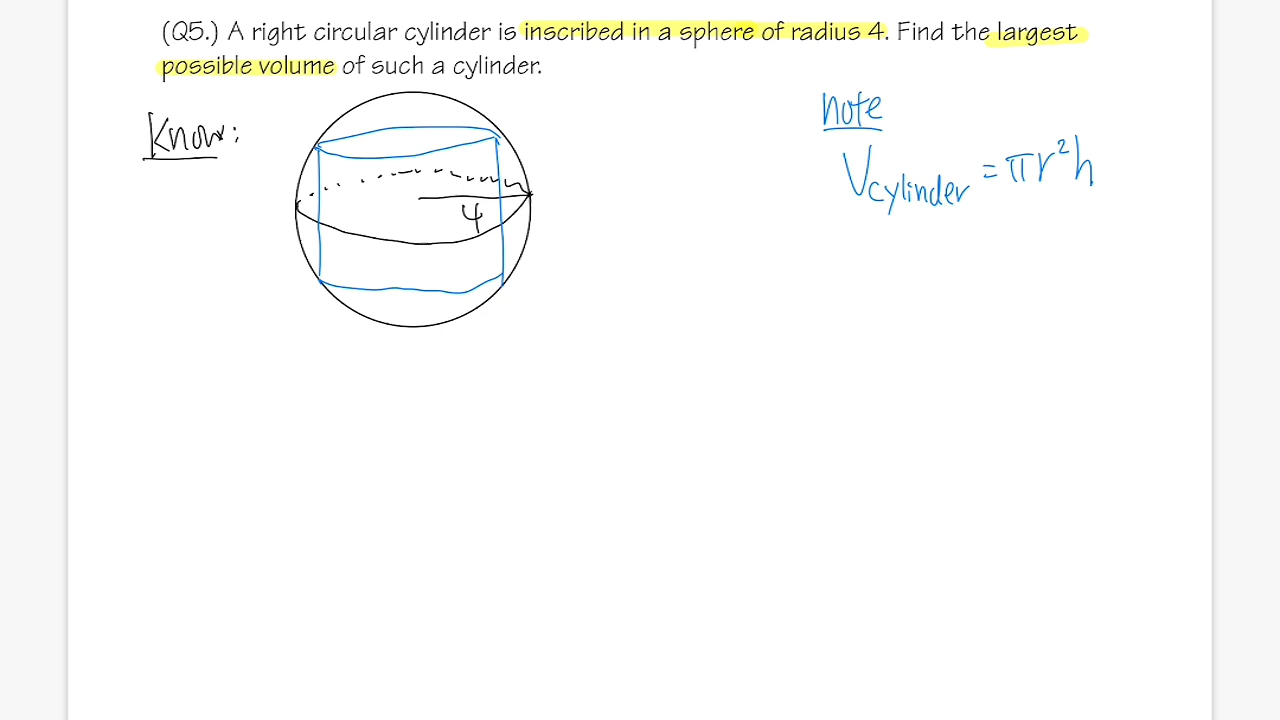 (Q5.) A right circular cylinder is inscribed in a sphere of radius 4. Find the largest
possible volume of such a cylinder.
Know:
note
V cylinder = πr²h
4